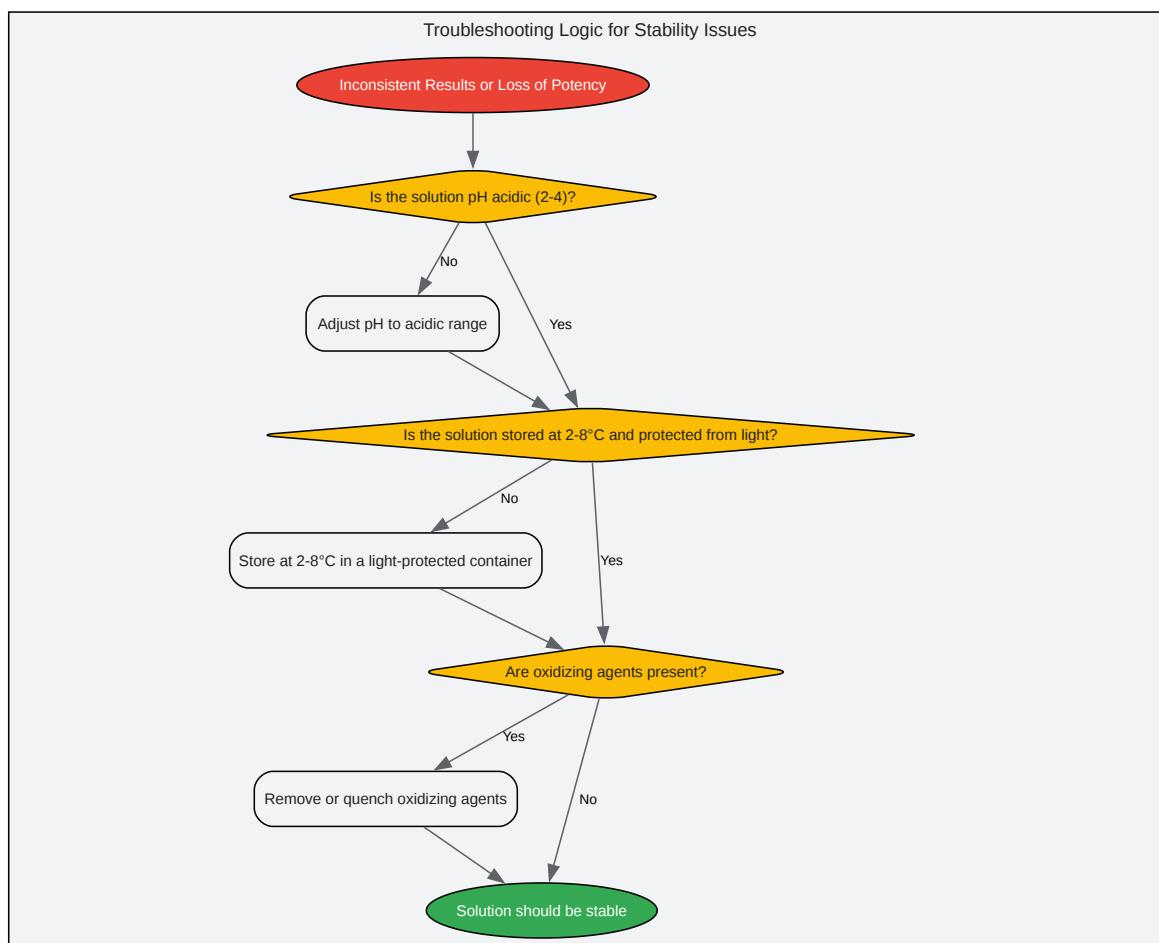 Troubleshooting Logic for Stability Issues
Inconsistent Results or Loss of Potency
Is the solution pH acidic (2-4)?
No
Adjust pH to acidic range
Yes
Is the solution stored at 2-8°C and protected from light?
No
Store at 2-8°C in a light-protected container
Yes
Are oxidizing agents present?
Yes
Remove or quench oxidizing agents
No
Solution should be stable